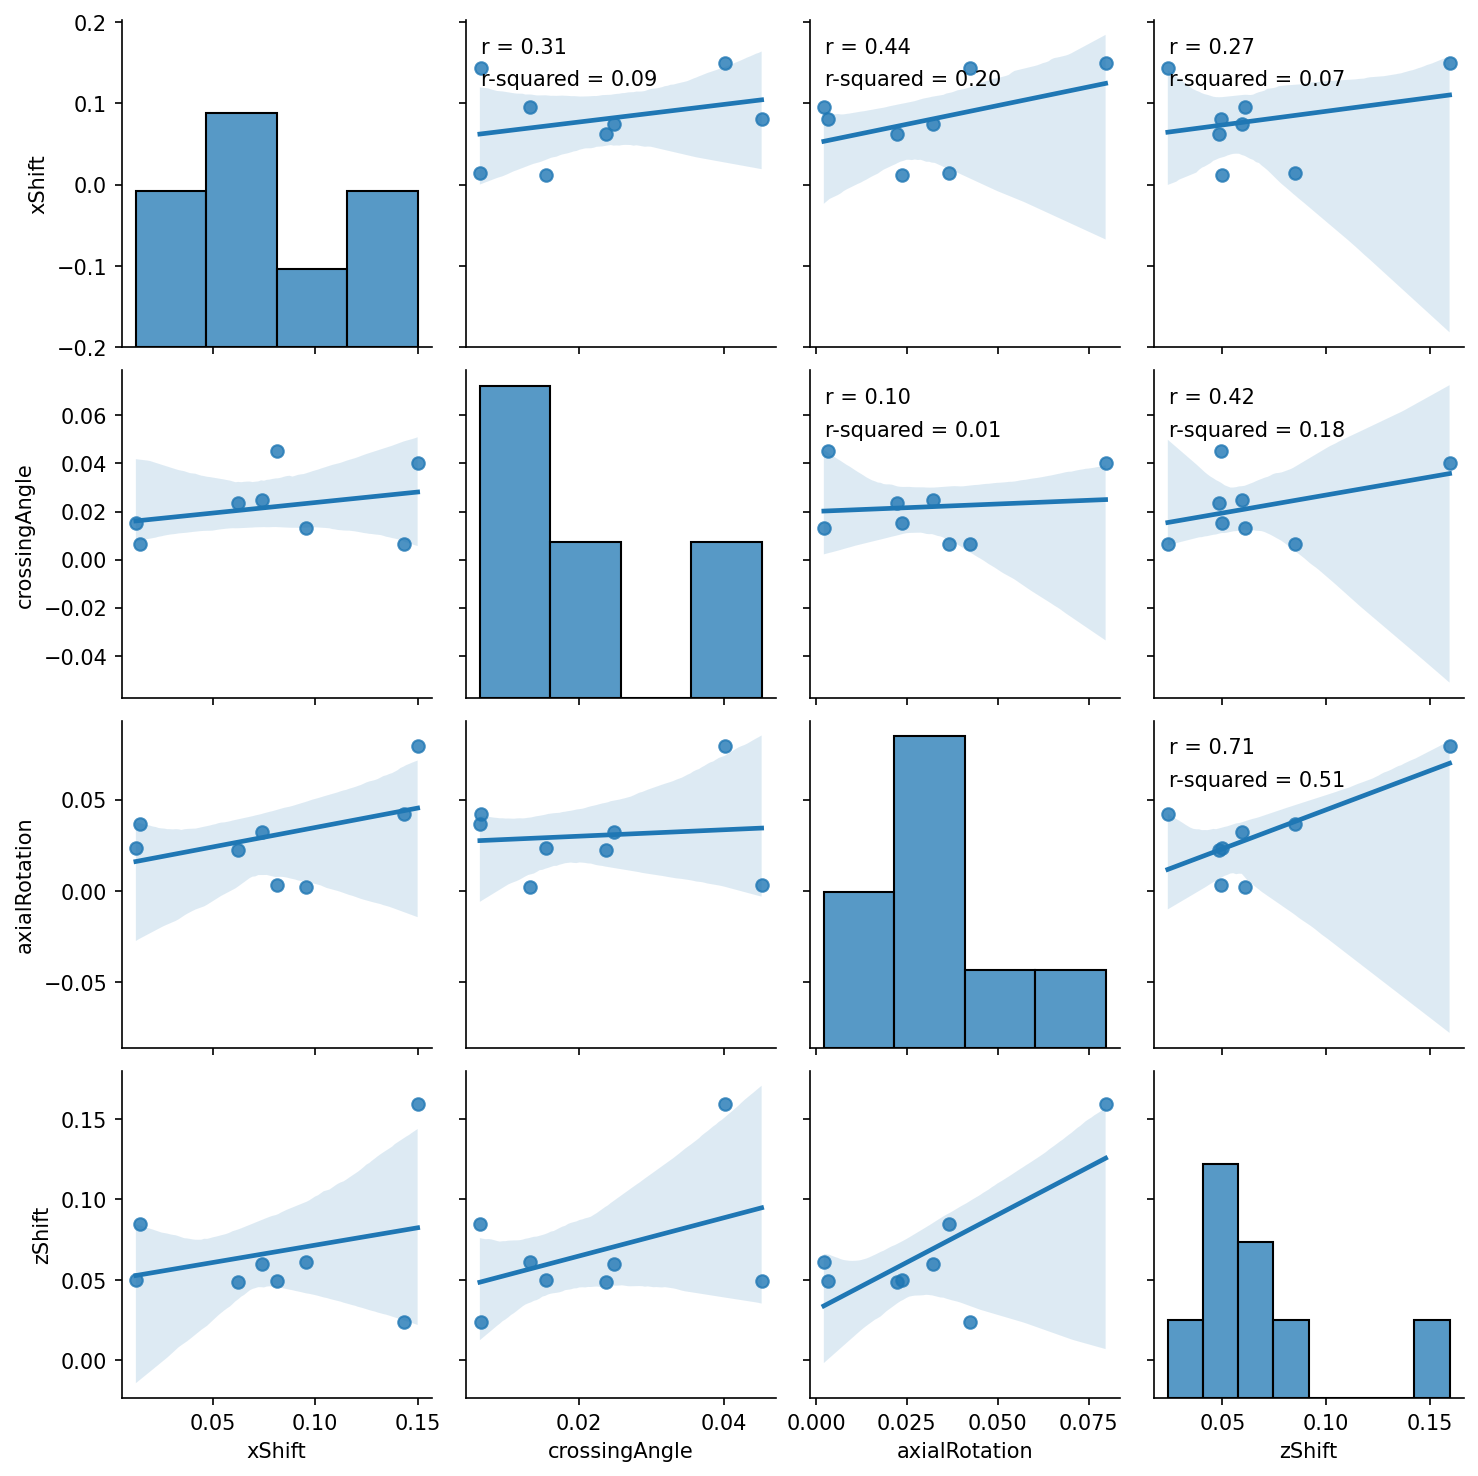 0.2
0.1
0.0
−0.1
−0.2
xShift
r = 0.31
r-squared = 0.09
r = 0.44
r-squared = 0.20
r = 0.27
r-squared = 0.07
0.06
0.04
0.02
0.00
−0.02
−0.04
crossingAngle
r = 0.10
r-squared = 0.01
r = 0.42
r-squared = 0.18
0.05
0.00
−0.05
axialRotation
r = 0.71
r-squared = 0.51
0.15
0.10
0.05
0.00
zShift
0.05 0.10 0.15
xShift
0.02 0.04
crossingAngle
0.000 0.025 0.050 0.075
axialRotation
0.05 0.10 0.15
zShift